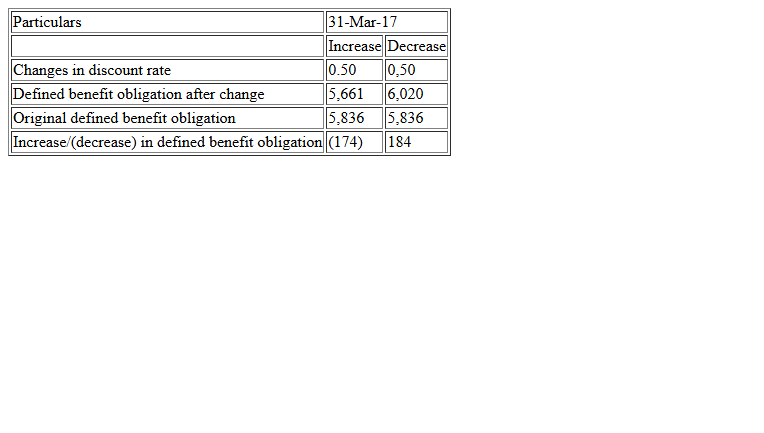 Particulars 31-Mar-17
Increase Decrease
Changes in discount rate 0.50 0,50
Defined benefit obligation after change 5,661 6,020
Original defined benefit obligation 5,836 5,836
Increase/(decrease) in defined benefit obligation (174) 184